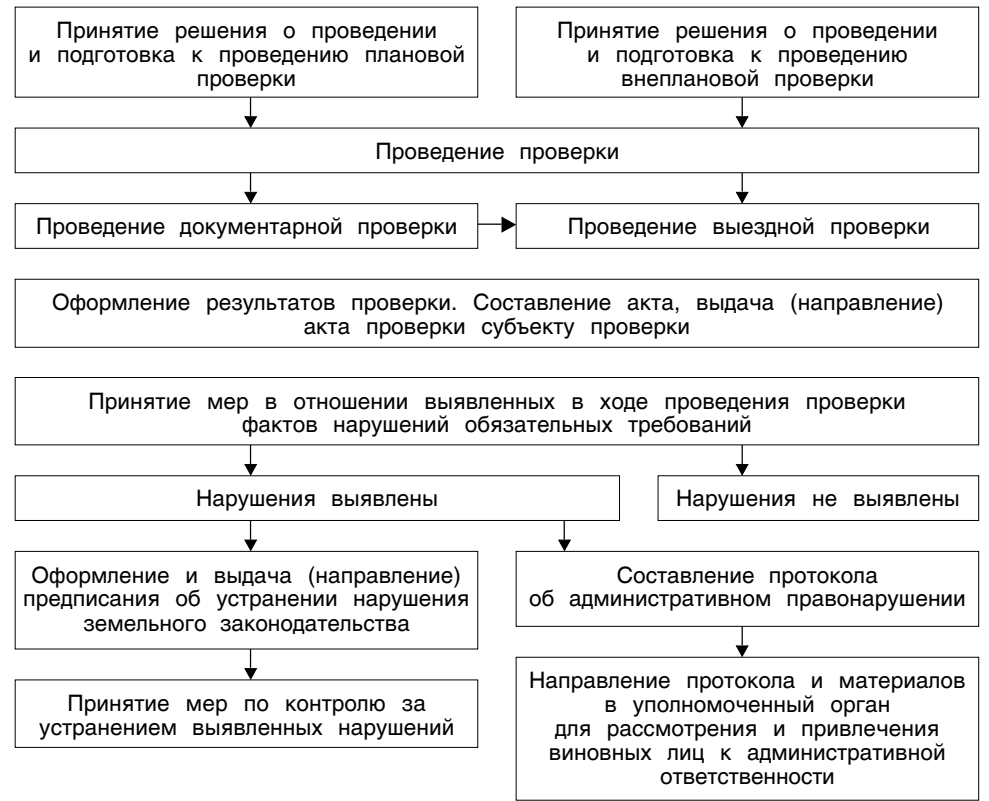 Принятие решения о проведении
и подготовка к проведению плановой
проверки
Принятие решения о проведении
и подготовка к проведению
внеплановой проверки
Проведение проверки
Проведение документарной проверки
Проведение выездной проверки
Оформление результатов проверки. Составление акта, выдача (направление)
акта проверки субъекту проверки
Принятие мер в отношении выявленных в ходе проведения проверки
фактов нарушений обязательных требований
Нарушения выявлены
Нарушения не выявлены
Оформление и выдача (направление)
предписания об устранении нарушения
земельного законодательства
Составление протокола
об административном правонарушении
Принятие мер по контролю за
устранением выявленных нарушений
Направление протокола и материалов
в уполномоченный орган
для рассмотрения и привлечения
виновных лиц к административной
ответственности